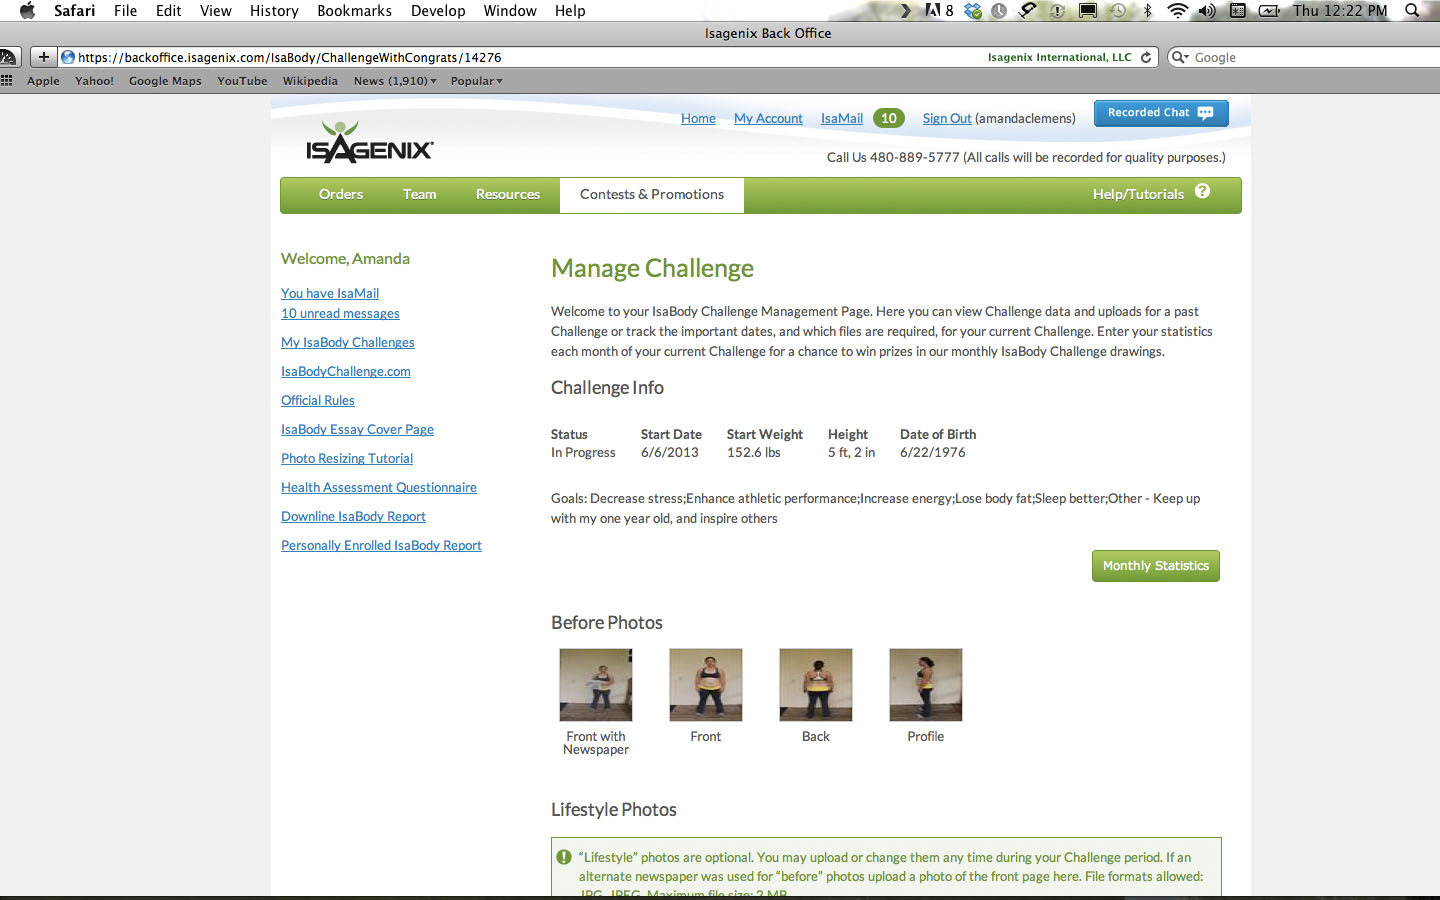 Safari File Edit View History Bookmarks Develop Window Help 8 Thu 12:22 PM
Isagenix Back Office
https://backoffice.isagenix.com/IsaBody/ChallengeWithCongrats/14276 Isagenix International, LLC Google
Apple Yahoo! Google Maps YouTube Wikipedia News (1,910) Popular
Home My Account IsaMail 10 Sign Out (amandaclemens) Recorded Chat
ISAGENIX
Call Us 480-889-5777 (All calls will be recorded for quality purposes.)
Orders Team Resources Contests & Promotions Help/Tutorials ?
Welcome, Amanda
You have IsaMail
10 unread messages
My IsaBody Challenges
IsaBodyChallenge.com
Official Rules
IsaBody Essay Cover Page
Photo Resizing Tutorial
Health Assessment Questionnaire
Downline IsaBody Report
Personally Enrolled IsaBody Report
Manage Challenge
Welcome to your IsaBody Challenge Management Page. Here you can view Challenge data and uploads for a past
Challenge or track the important dates, and which files are required, for your current Challenge. Enter your statistics
each month of your current Challenge for a chance to win prizes in our monthly IsaBody Challenge drawings.
Challenge Info
Status Start Date Start Weight Height Date of Birth
In Progress 6/6/2013 152.6 lbs 5 ft, 2 in 6/22/1976
Goals: Decrease stress;Enhance athletic performance;Increase energy;Lose body fat;Sleep better;Other - Keep up
with my one year old, and inspire others
Monthly Statistics
Before Photos
Front with
Newspaper
Front
Back
Profile
Lifestyle Photos
“Lifestyle” photos are optional. You may upload or change them any time during your Challenge period. If an
alternate newspaper was used for “before” photos upload a photo of the front page here. File formats allowed:
JPG, JPEG. Maximum file size: 2 MB